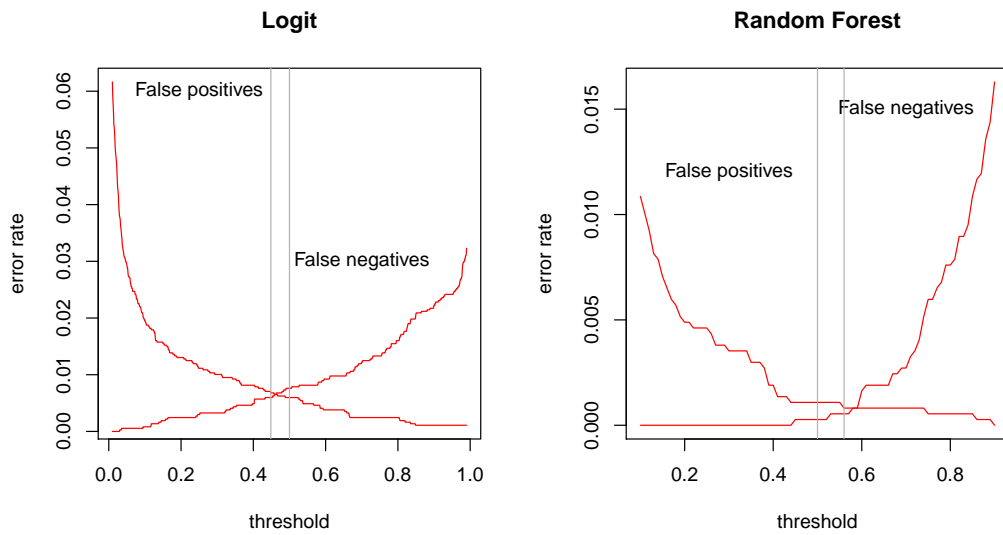 Logit
False positives
False negatives
error rate
0.00
0.01
0.02
0.03
0.04
0.05
0.06
0.0
0.2
0.4
0.6
0.8
1.0
threshold
Random Forest
False negatives
False positives
error rate
0.000
0.005
0.010
0.015
0.2
0.4
0.6
0.8
threshold